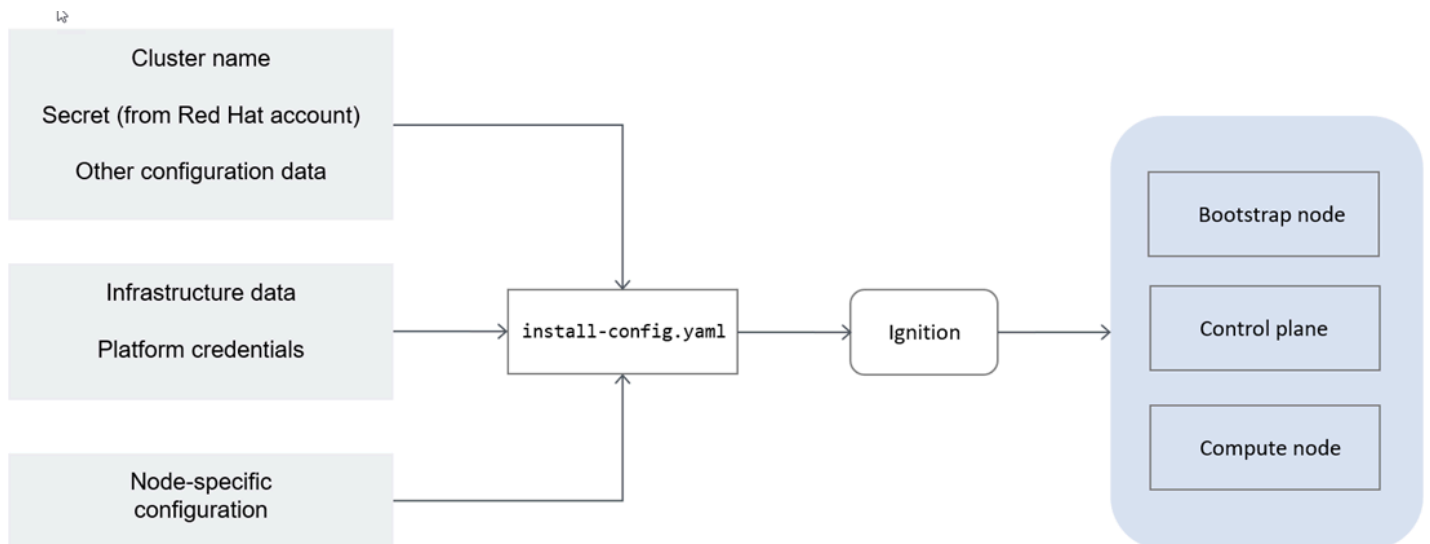 Cluster name
Secret (from Red Hat account)
Other configuration data
Infrastructure data
Platform credentials
Node-specific
configuration
install-config.yaml
Ignition
Bootstrap node
Control plane
Compute node